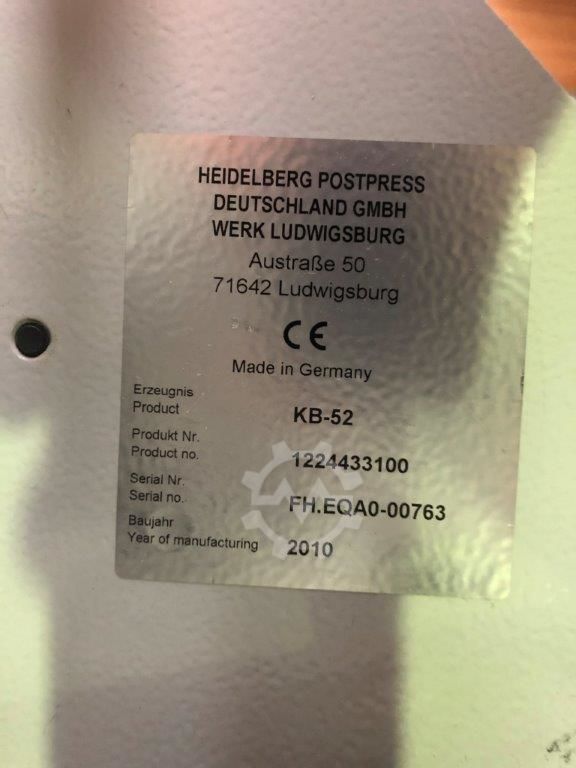 HEIDELBERG POSTPRESS
DEUTSCHLAND GMBH
WERK LUDWIGSBURG
Austraße 50
71642 Ludwigsburg
CE
Made in Germany
Erzeugnis
Product KB-52
Produkt Nr.
Product no. 1224433100
Serial Nr.
Serial no. FH.EQA0-00763
Baujahr
Year of manufacturing 2010